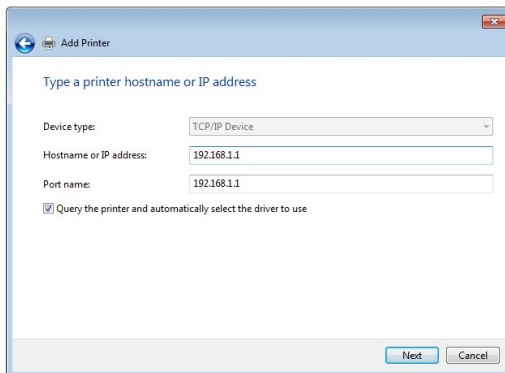 Add Printer
Type a printer hostname or IP address
Device type: TCP/IP Device
Hostname or IP address: 192.168.1.1
Port name: 192.168.1.1
Query the printer and automatically select the driver to use
Next Cancel